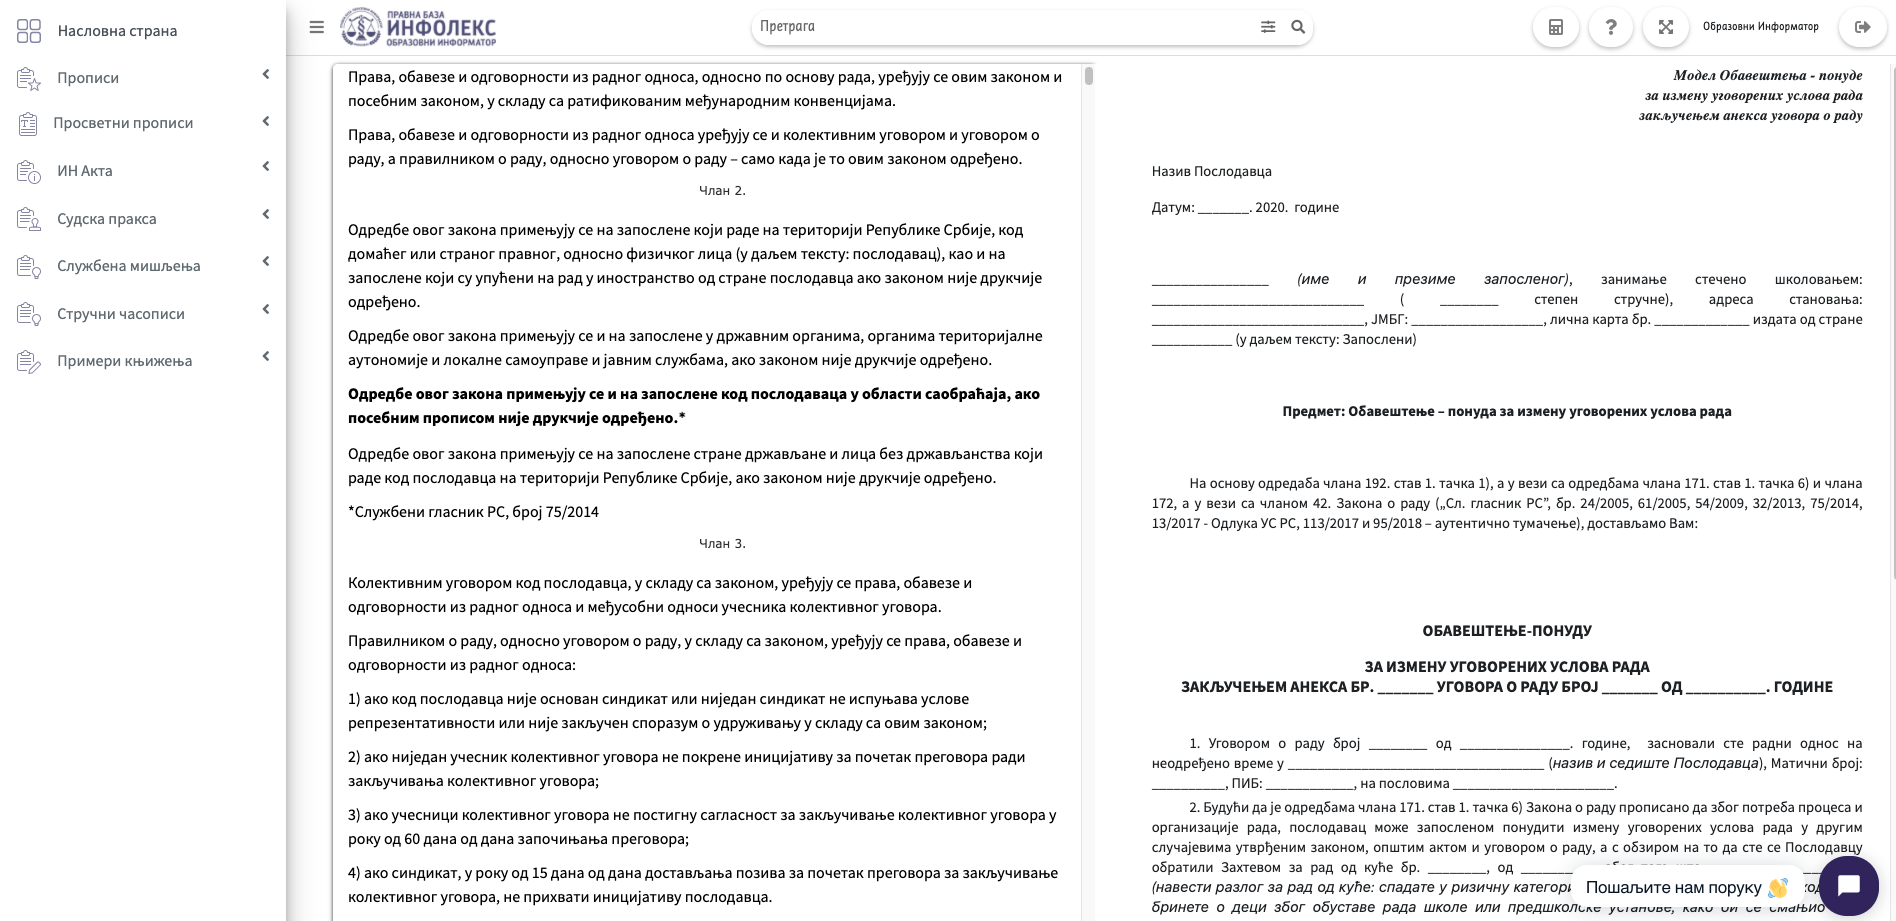 Насловна страна
Прописи
Просветни прописи
ИН Акта
Судска пракса
Службена мишљења
Стручни часописи
Примери књижења
ПРАВНА БАЗА
ИНФОЛЕКС
ОБРАЗОВНИ ИНФОРМАТОР
Претрага
Образовни Информатор
Права, обавезе и одговорности из радног односа, односно по основу рада, уређују се овим законом и
посебним законом, у складу са ратификованим међународним конвенцијама.
Права, обавезе и одговорности из радног односа уређују се и колективним уговором и уговором о
раду, а правилником о раду, односно уговором о раду – само када је то овим законом одређено.
Члан 2.
Одредбе овог закона примењују се на запослене који раде на територији Републике Србије, код
домаћег или страног правног, односно физичког лица (у даљем тексту: послодавац), као и на
запослене који су упућени на рад у иностранство од стране послодавца ако законом није друкчије
одређено.
Одредбе овог закона примењују се и на запослене у државним органима, органима територијалне
аутономије и локалне самоуправе и јавним службама, ако законом није друкчије одређено.
Одредбе овог закона примењују се и на запослене код послодаваца у области саобраћаја, ако
посебним прописом није друкчије одређено.*
Одредбе овог закона примењују се на запослене стране држављане и лица без држављанства који
раде код послодавца на територији Републике Србије, ако законом није друкчије одређено.
*Службени гласник РС, број 75/2014
Члан 3.
Колективним уговором код послодавца, у складу са законом, уређују се права, обавезе и
одговорности из радног односа и међусобни односи учесника колективног уговора.
Правилником о раду, односно уговором о раду, у складу са законом, уређују се права, обавезе и
одговорности из радног односа:
1) ако код послодавца није основан синдикат или ниједан синдикат не испуњава услове
репрезентативности или није закључен споразум о удруживању у складу са овим законом;
2) ако ниједан учесник колективног уговора не покрене иницијативу за почетак преговора ради
закључивања колективног уговора;
3) ако учесници колективног уговора не постигну сагласност за закључивање колективног уговора у
року од 60 дана од дана започињања преговора;
4) ако синдикат, у року од 15 дана од дана достављања позива за почетак преговора за закључивање
колективног уговора, не прихвати иницијативу послодавца.
Модел Обавештења - понуде
за измену уговорених услова рада
закључењем анекса уговора о раду
Назив Послодавца
Датум: _______. 2020. године
________________ (име и презиме запосленог), занимање стечено школовањем:
_____________________________ ( ________ степен стручне), адреса становања:
_____________________________, ЈМБГ: __________________, лична карта бр. _____________ издата од стране
___________ (у даљем тексту: Запослени)
Предмет: Обавештење – понуда за измену уговорених услова рада
На основу одредаба члана 192. став 1. тачка 1), а у вези са одредбама члана 171. став 1. тачка 6) и члана
172, а у вези са чланом 42. Закона о раду („Сл. гласник РС”, бр. 24/2005, 61/2005, 54/2009, 32/2013, 75/2014,
13/2017 - Одлука УС РС, 113/2017 и 95/2018 – аутентично тумачење), достављамо Вам:
ОБАВЕШТЕЊЕ-ПОНУДУ
ЗА ИЗМЕНУ УГОВОРЕНИХ УСЛОВА РАДА
ЗАКЉУЧЕЊЕМ АНЕКСА БР. _______ УГОВОРА О РАДУ БРОЈ _______ ОД __________. ГОДИНЕ
1. Уговором о раду број ________ од _______________. године, засновали сте радни однос на
неодређено време у ___________________________________ (назив и седиште Послодавца), Матични број:
__________, ПИБ: ____________, на пословима ______________________.
2. Будући да је одредбама члана 171. став 1. тачка 6) Закона о раду прописано да због потреба процеса и
организације рада, послодавац може запосленом понудити измену уговорених услова рада у другим
случајевима утврђеним законом, општим актом и уговором о раду, а с обзиром на то да сте се Послодавцу
обратили Захтевом за рад од куће бр. ________, од ___________
(навести разлог за рад од куће: спадате у ризичну
бринете о деци због обуставе рада школе или предшколске установе, како би се смањио
Пошаљите нам поруку 👋